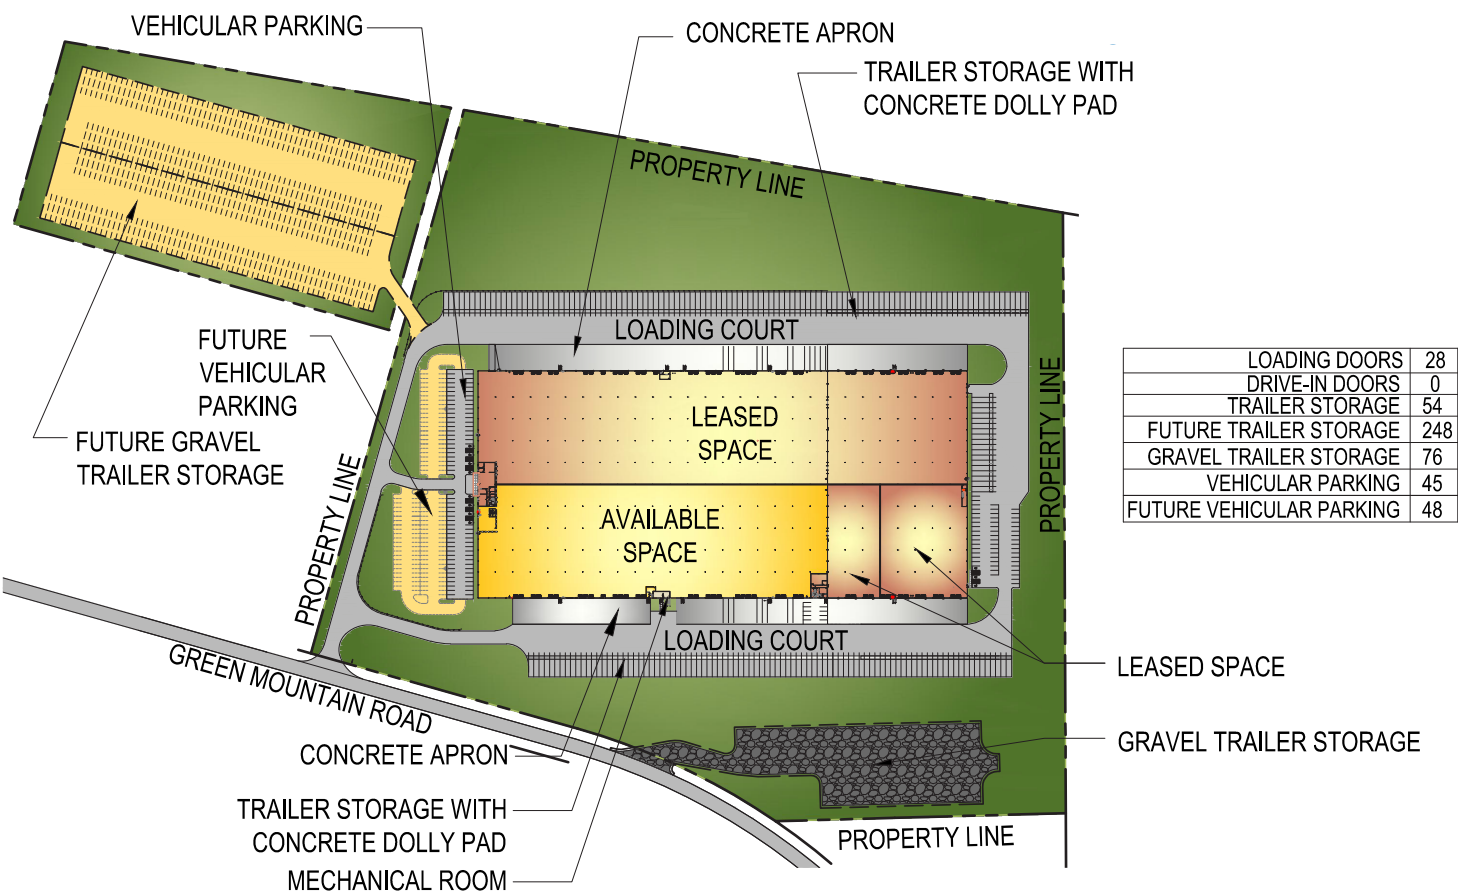 VEHICULAR PARKING
CONCRETE APRON
TRAILER STORAGE WITH
CONCRETE DOLLY PAD
PROPERTY LINE
LOADING COURT
FUTURE
VEHICULAR
PARKING
FUTURE GRAVEL
TRAILER STORAGE
LEASED
SPACE
PROPERTY LINE
LOADING DOORS 28
DRIVE-IN DOORS 0
TRAILER STORAGE 54
FUTURE TRAILER STORAGE 248
GRAVEL TRAILER STORAGE 76
VEHICULAR PARKING 45
FUTURE VEHICULAR PARKING 48
PROPERTY LINE
AVAILABLE
SPACE
LOADING COURT
LEASED SPACE
GREEN MOUNTAIN ROAD
GRAVEL TRAILER STORAGE
CONCRETE APRON
TRAILER STORAGE WITH
CONCRETE DOLLY PAD
PROPERTY LINE
MECHANICAL ROOM